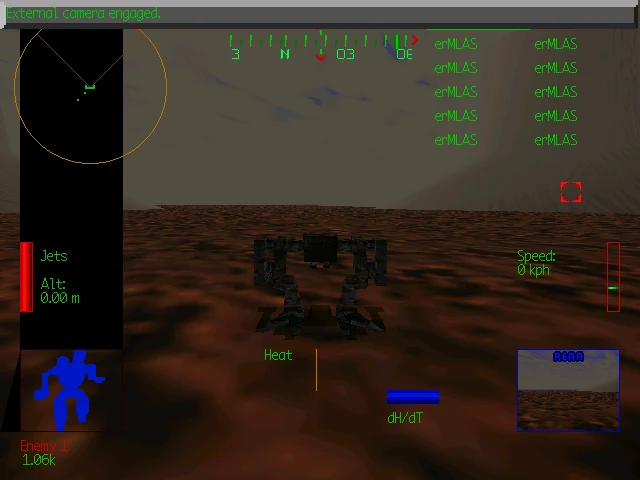 External camera engaged.
3 N 03 0E
erMLAS erMLAS
erMLAS erMLAS
erMLAS erMLAS
erMLAS erMLAS
erMLAS erMLAS
Jets
Alt:
0.00 m
Speed:
0 kph
Heat
dH/dT
Enemy 1
1.06k